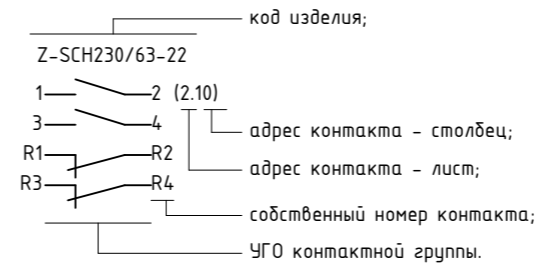 код изделия;
Z-SCH230/63-22
1 2 (2.10)
3 4
адрес контакта - столбец;
R1 R2
адрес контакта - лист;
R3 R4
собственный номер контакта;
УГО контактной группы.